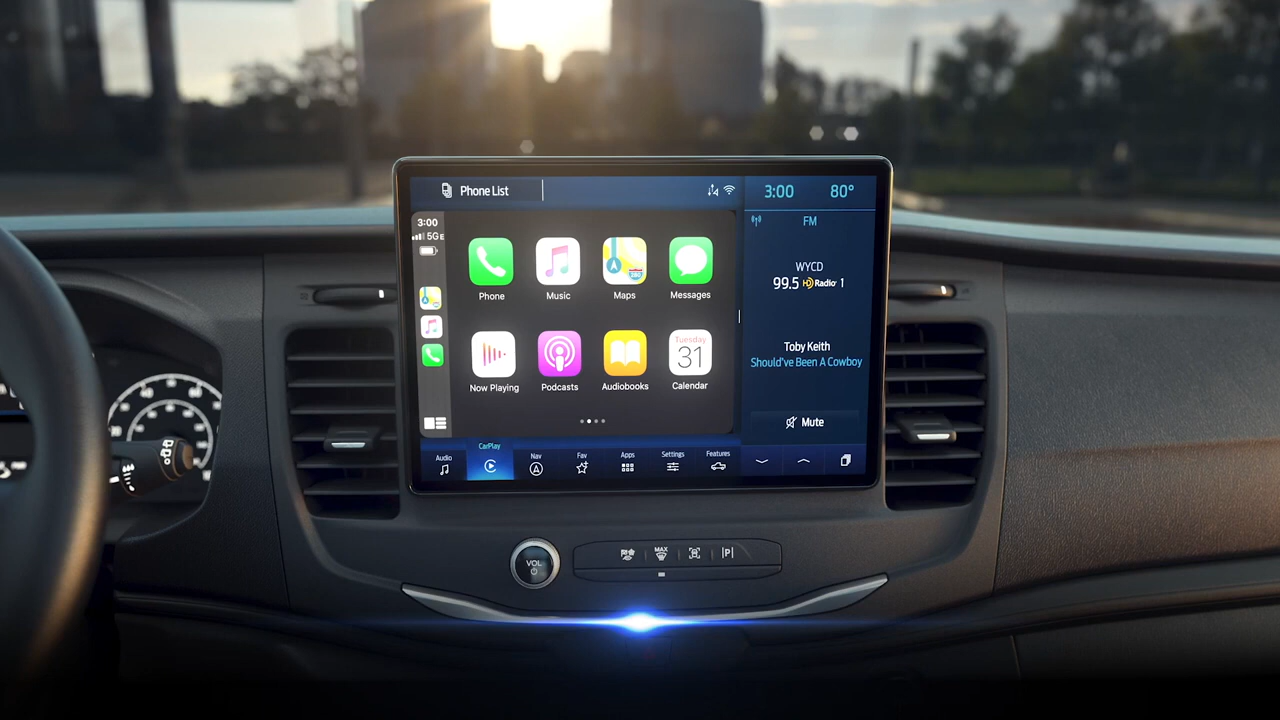 Phone List
3:00
80°
3:00
5GE
FM
Phone
Music
Maps
Messages
WYCD
99.5 HD Radio 1
Now Playing
Podcasts
Audiobooks
Tuesday
31
Calendar
Toby Keith
Should've Been A Cowboy
Mute
Audio
CarPlay
Nav
Fav
Apps
Settings
Features
VOL
MAX
P